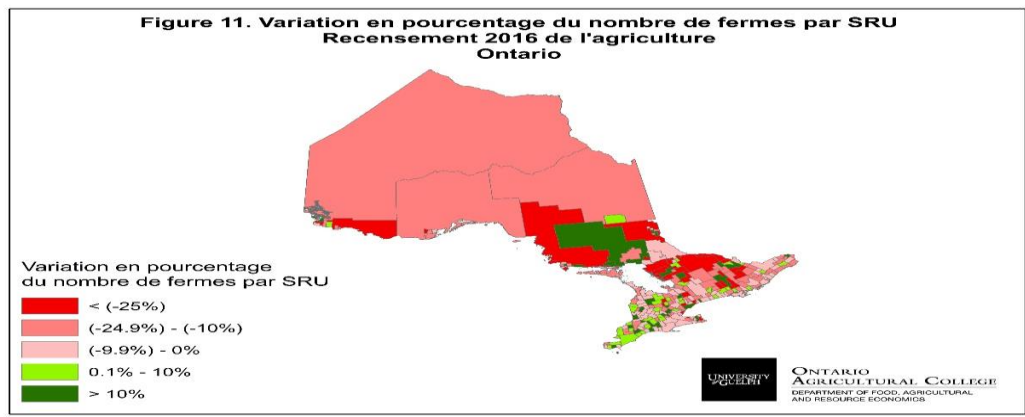 Figure 11. Variation en pourcentage du nombre de fermes par SRU
Recensement 2016 de l'agriculture
Ontario
Variation en pourcentage
du nombre de fermes par SRU
< (-25%)
(-24.9%) - (-10%)
(-9.9%) - 0%
0.1% - 10%
> 10%
UNIVERSITY
OF GUELPH
ONTARIO
AGRICULTURAL COLLEGE
DEPARTMENT OF FOOD, AGRICULTURAL
AND RESOURCE ECONOMICS